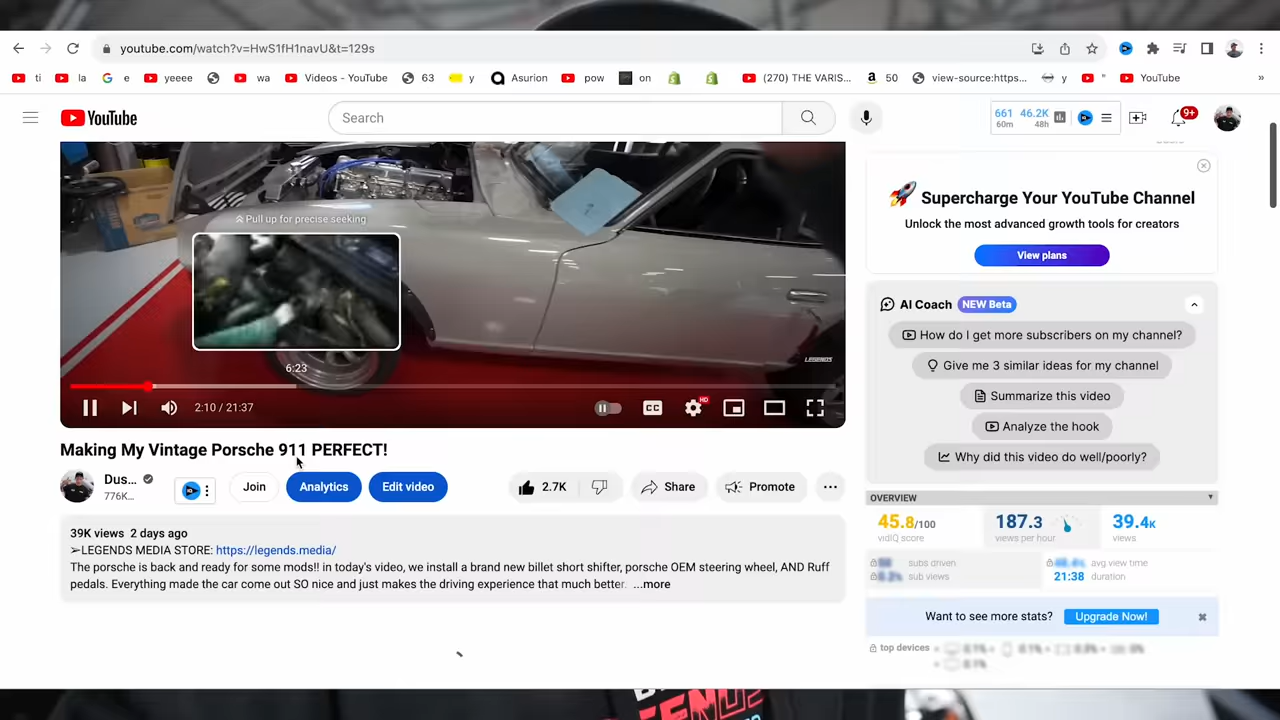 youtube.com/watch?v=HwS1fH1navU&t=129s
ti
la
e
yeeee
wa
Videos - YouTube
63
y
Asurion
pow
on
(270) THE VARIS...
50
view-source:https...
y
"
YouTube
»
YouTube
Search
661 46.2K
60m 48h
9+
Supercharge Your YouTube Channel
Unlock the most advanced growth tools for creators
View plans
AI Coach NEW Beta
How do I get more subscribers on my channel?
Give me 3 similar ideas for my channel
Summarize this video
Analyze the hook
Why did this video do well/poorly?
Pull up for precise seeking
6:23
LEGENDS
2:10 / 21:37
CC
HD
Making My Vintage Porsche 911 PERFECT!
Dus...
776K...
Join
Analytics
Edit video
2.7K
Share
Promote
39K views 2 days ago
➢LEGENDS MEDIA STORE: https://legends.media/
The porsche is back and ready for some mods!! in today's video, we install a brand new billet short shifter, porsche OEM steering wheel, AND Ruff
pedals. Everything made the car come out SO nice and just makes the driving experience that much better. ...more
OVERVIEW
45.8/100
vidIQ score
187.3
views per hour
39.4K
views
subs driven
sub views
avg view time
21:38 duration
Want to see more stats? Upgrade Now!
top devices